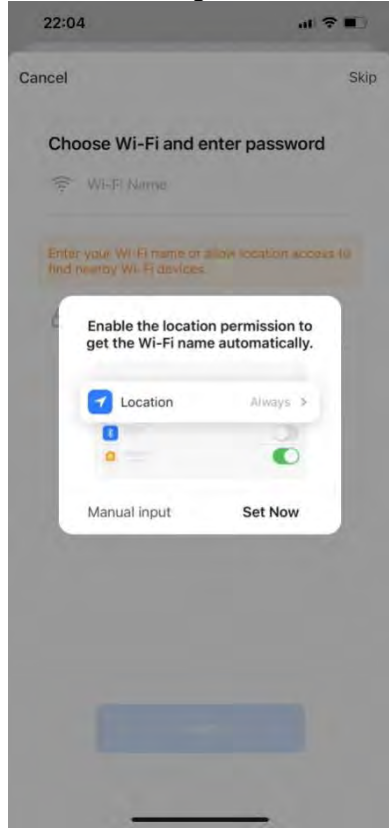 22:04
Cancel Skip
Choose Wi-Fi and enter password
Wi-Fi Name
Enter your Wi-Fi name or allow location access to
find nearby Wi-Fi devices.
Enable the location permission to
get the Wi-Fi name automatically.
Location Always >
Manual input Set Now